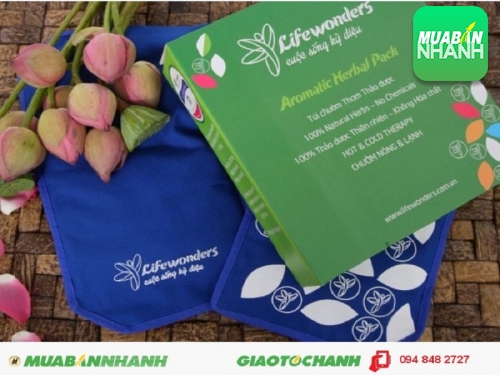 MUABÁN
NHANH
Lifewonders
cuộc sống kỳ diệu
Aromatic Herbal Pack
Túi chườm Thơm Thảo dược
100% Natural Herbs - No Chemicals
100% Thảo dược Thiên nhiên - Không Hóa chất
HOT & COLD THERAPY
CHƯỜM NÓNG & LẠNH
www.lifewonders.com.vn
Lifewonders
cuộc sống kỳ diệu
MUABANNHANH
GIAOTOCHANH
094 848 2727